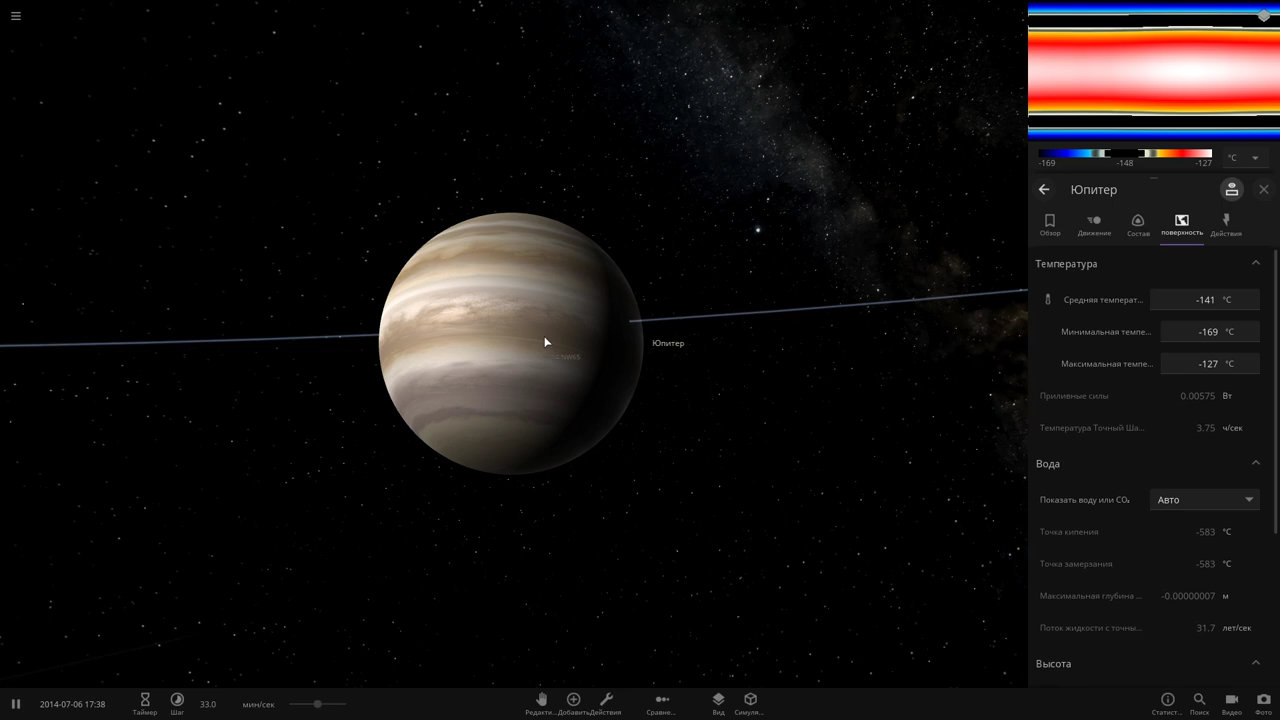 -169 -148 -127 °C
Юпитер
Обзор Движение Состав поверхность Действия
Температура
Средняя температ... -141 °C
Минимальная темпе... -169 °C
Максимальная темпе... -127 °C
Приливные силы 0.00575 Вт
Температура Точный Ша... 3.75 ч/сек
Вода
Показать воду или CO₂ Авто
Точка кипения -583 °C
Точка замерзания -583 °C
Максимальная глубина ... -0.00000007 м
Поток жидкости с точны... 31.7 лет/сек
Высота
Юпитер
2014-07-06 17:38 Таймер Шаг 33.0 мин/сек Редакти... Добавить Действия Сравне... Вид Симуля... Статист... Поиск Видео Фото